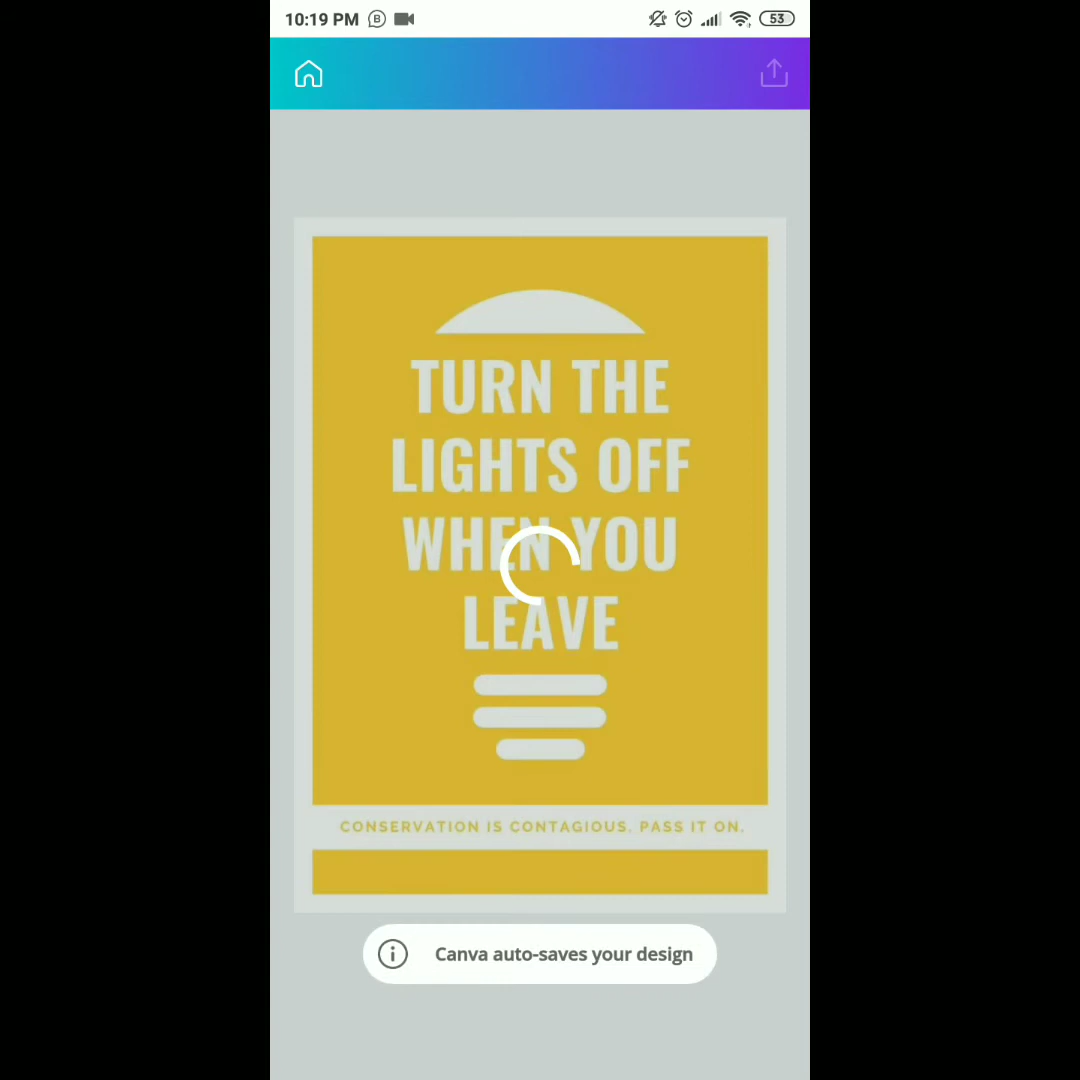 10:19 PM B 53
TURN THE
LIGHTS OFF
WHEN YOU
LEAVE
CONSERVATION IS CONTAGIOUS. PASS IT ON.
Canva auto-saves your design